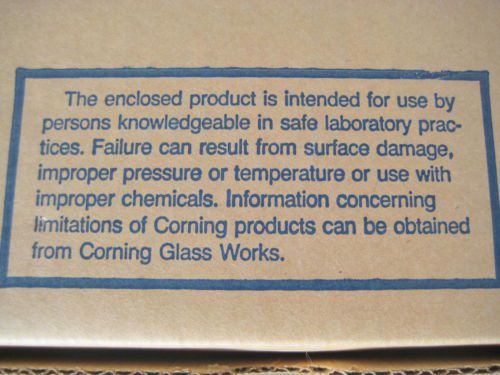 The enclosed product is intended for use by
persons knowledgeable in safe laboratory prac-
tices. Failure can result from surface damage,
improper pressure or temperature or use with
improper chemicals. Information concerning
limitations of Corning products can be obtained
from Corning Glass Works.